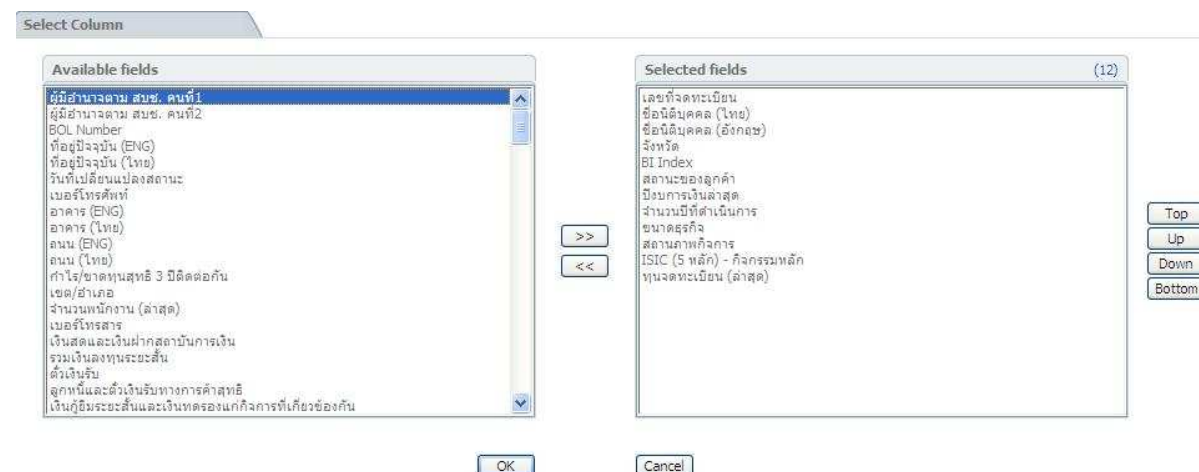 Select Column
Available fields
ผู้มีอำนาจตาม สบช. คนที่1
ผู้มีอำนาจตาม สบช. คนที่2
BOL Number
ที่อยู่ปัจจุบัน (ENG)
ที่อยู่ปัจจุบัน (ไทย)
วันที่เปลี่ยนแปลงสถานะ
เบอร์โทรศัพท์
อาคาร (ENG)
อาคาร (ไทย)
ถนน (ENG)
ถนน (ไทย)
กำไร/ขาดทุนสุทธิ 3 ปีติดต่อกัน
เขต/อำเภอ
จำนวนพนักงาน (ล่าสุด)
เบอร์โทรสาร
เงินสดและเงินฝากสถาบันการเงิน
รวมเงินลงทุนระยะสั้น
ตั๋วเงินรับ
ลูกหนี้และตั๋วเงินรับทางการค้าสุทธิ
เงินกู้ยืมระยะสั้นและเงินทดรองแก่กิจการที่เกี่ยวข้องกัน
>>
<<
Selected fields (12)
เลขที่จดทะเบียน
ชื่อนิติบุคคล (ไทย)
ชื่อนิติบุคคล (อังกฤษ)
จังหวัด
BI Index
สถานะของลูกค้า
ปีงบการเงินล่าสุด
จำนวนปีที่ดำเนินการ
ขนาดธุรกิจ
สถานภาพกิจการ
ISIC (5 หลัก) - กิจกรรมหลัก
ทุนจดทะเบียน (ล่าสุด)
Top
Up
Down
Bottom
OK
Cancel